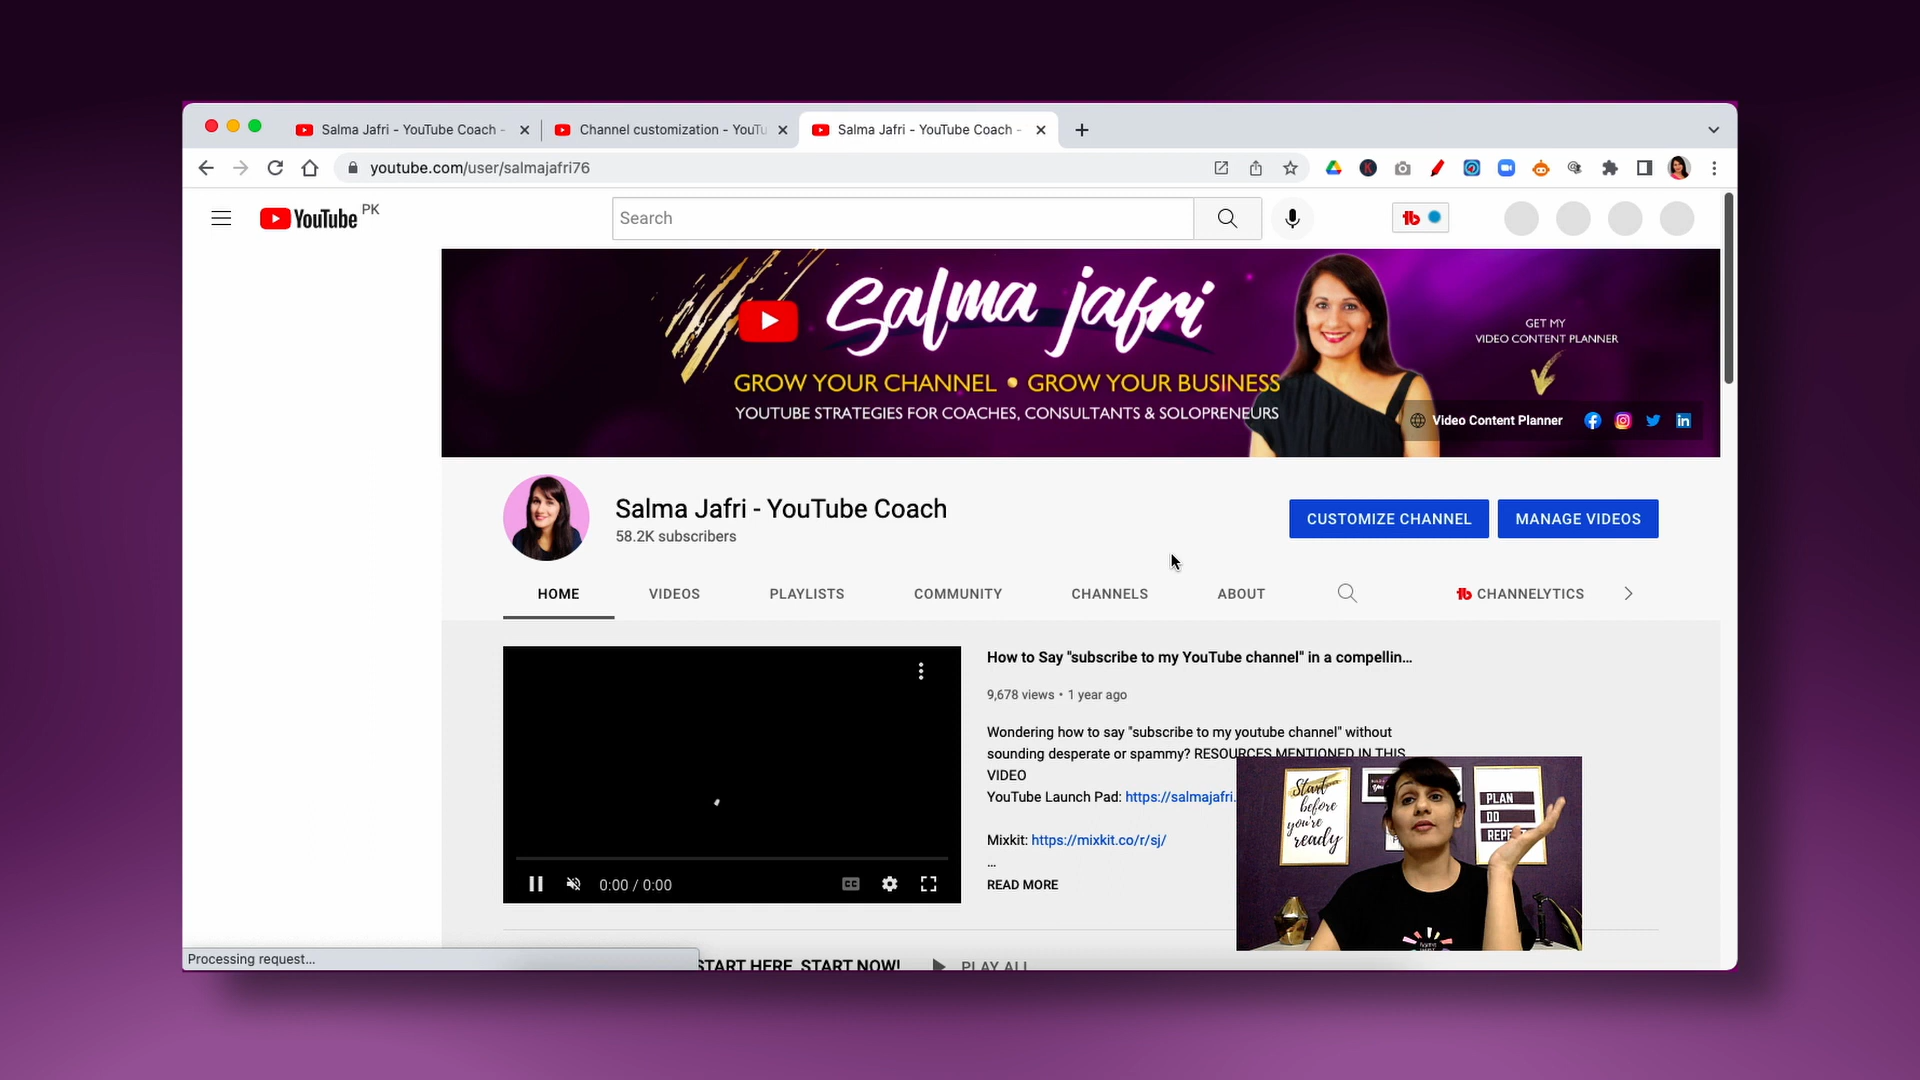 Salma Jafri - YouTube Coach -
Channel customization - YouTu
Salma Jafri - YouTube Coach -
youtube.com/user/salmajafri76
YouTube PK
Search
Salma Jafri
GROW YOUR CHANNEL • GROW YOUR BUSINESS
YOUTUBE STRATEGIES FOR COACHES, CONSULTANTS & SOLOPRENEURS
GET MY
VIDEO CONTENT PLANNER
Video Content Planner
Salma Jafri - YouTube Coach
58.2K subscribers
CUSTOMIZE CHANNEL
MANAGE VIDEOS
HOME VIDEOS PLAYLISTS COMMUNITY CHANNELS ABOUT CHANNELYTICS
How to Say "subscribe to my YouTube channel" in a compellin...
9,678 views • 1 year ago
Wondering how to say "subscribe to my youtube channel" without
sounding desperate or spammy? RESOURCES MENTIONED IN THIS
VIDEO
YouTube Launch Pad: https://salmajafri.
Mixkit: https://mixkit.co/r/sj/
...
READ MORE
0:00 / 0:00
CC
Start
before
you're
ready
PLAN
DO
Processing request...
START HERE, START NOW!
PLAY ALL